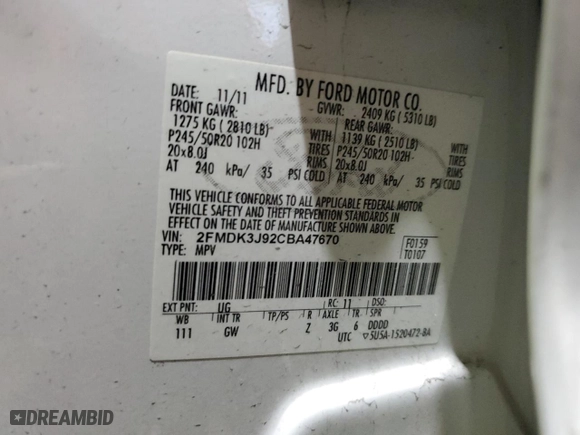 MFD. BY FORD MOTOR CO.
DATE: 11/11 GVWR: 2409 KG ( 5310 LB)
FRONT GAWR: REAR GAWR:
1275 KG ( 2810 LB) WITH 1139 KG ( 2510 LB) WITH
P245/50R20 102H TIRES P245/50R20 102H TIRES
20x8.0J RIMS 20x8.0J RIMS
AT 240 kPa/ 35 PSI COLD AT 240 kPa/ 35 PSI COLD
THIS VEHICLE CONFORMS TO ALL APPLICABLE FEDERAL MOTOR
VEHICLE SAFETY AND THEFT PREVENTION STANDARDS IN
EFFECT ON THE DATE OF MANUFACTURE SHOWN ABOVE.
VIN: 2FMDK3J92CBA47670 F0159
TYPE: MPV T0107
EXT PNT: UG RC: 11 DSO:
WB INT TR TP/PS R AXLE TR SPR
111 GW Z 3G 6 DDDD
UTC ▽5U5A-1520472-BA
DREAMBID